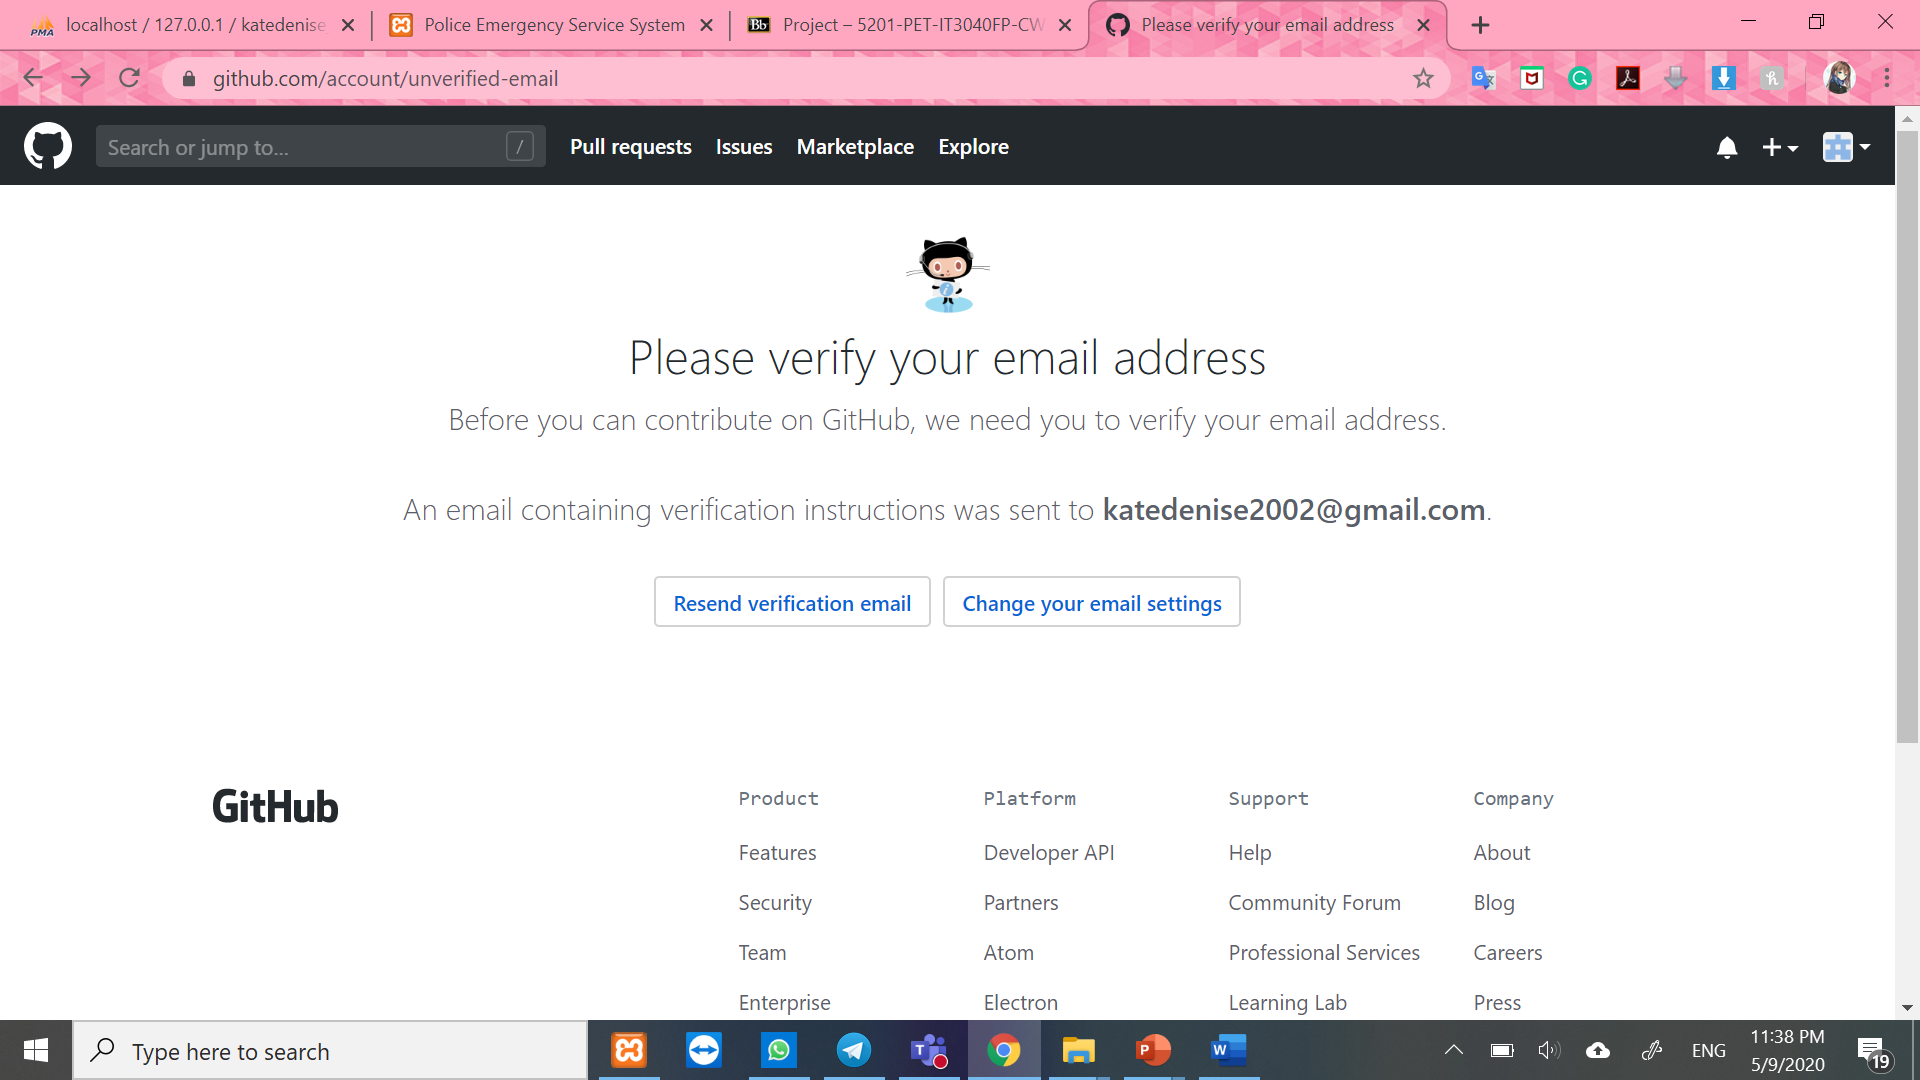 PMA localhost / 127.0.0.1 / katedenise
Police Emergency Service System
Bb Project – 5201-PET-IT3040FP-CW
Please verify your email address
github.com/account/unverified-email
Search or jump to... /
Pull requests Issues Marketplace Explore
Please verify your email address
Before you can contribute on GitHub, we need you to verify your email address.
An email containing verification instructions was sent to katedenise2002@gmail.com.
Resend verification email Change your email settings
GitHub
Product Platform Support Company
Features Developer API Help About
Security Partners Community Forum Blog
Team Atom Professional Services Careers
Enterprise Electron Learning Lab Press
Type here to search
ENG
11:38 PM
5/9/2020
19